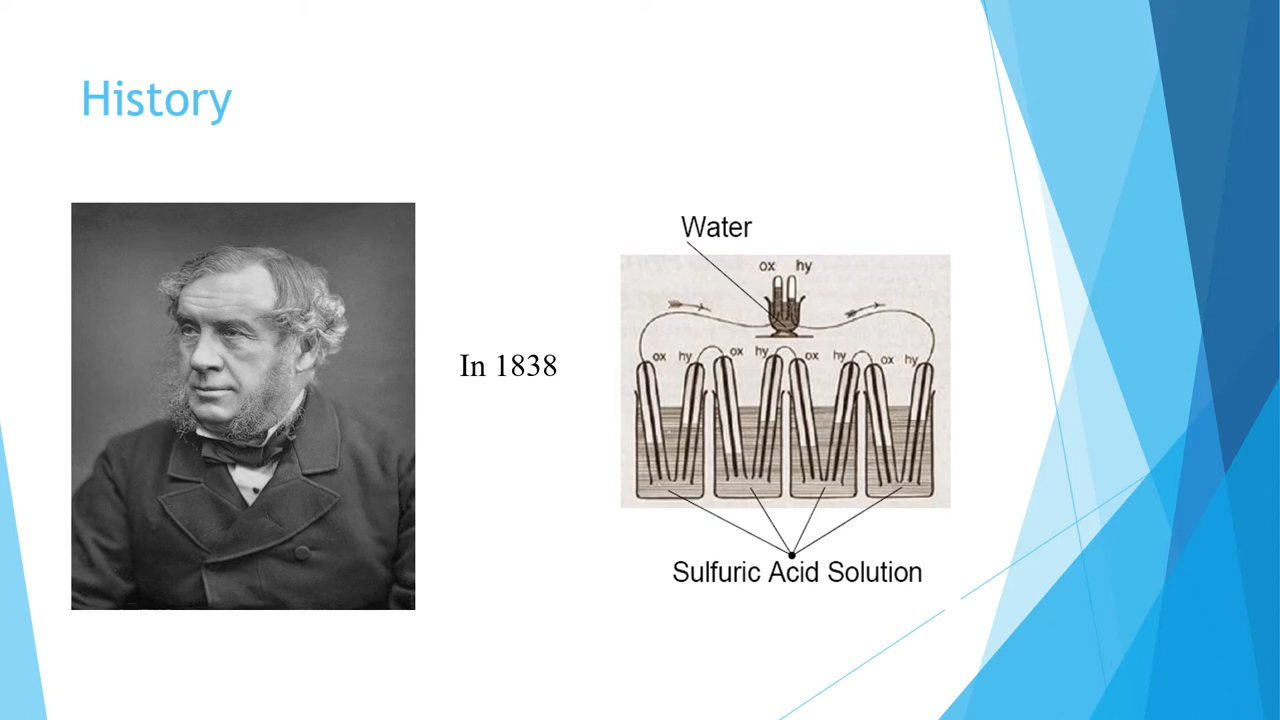 History
In 1838
Water
ox hy
ox hy ox hy ox hy ox hy
Sulfuric Acid Solution